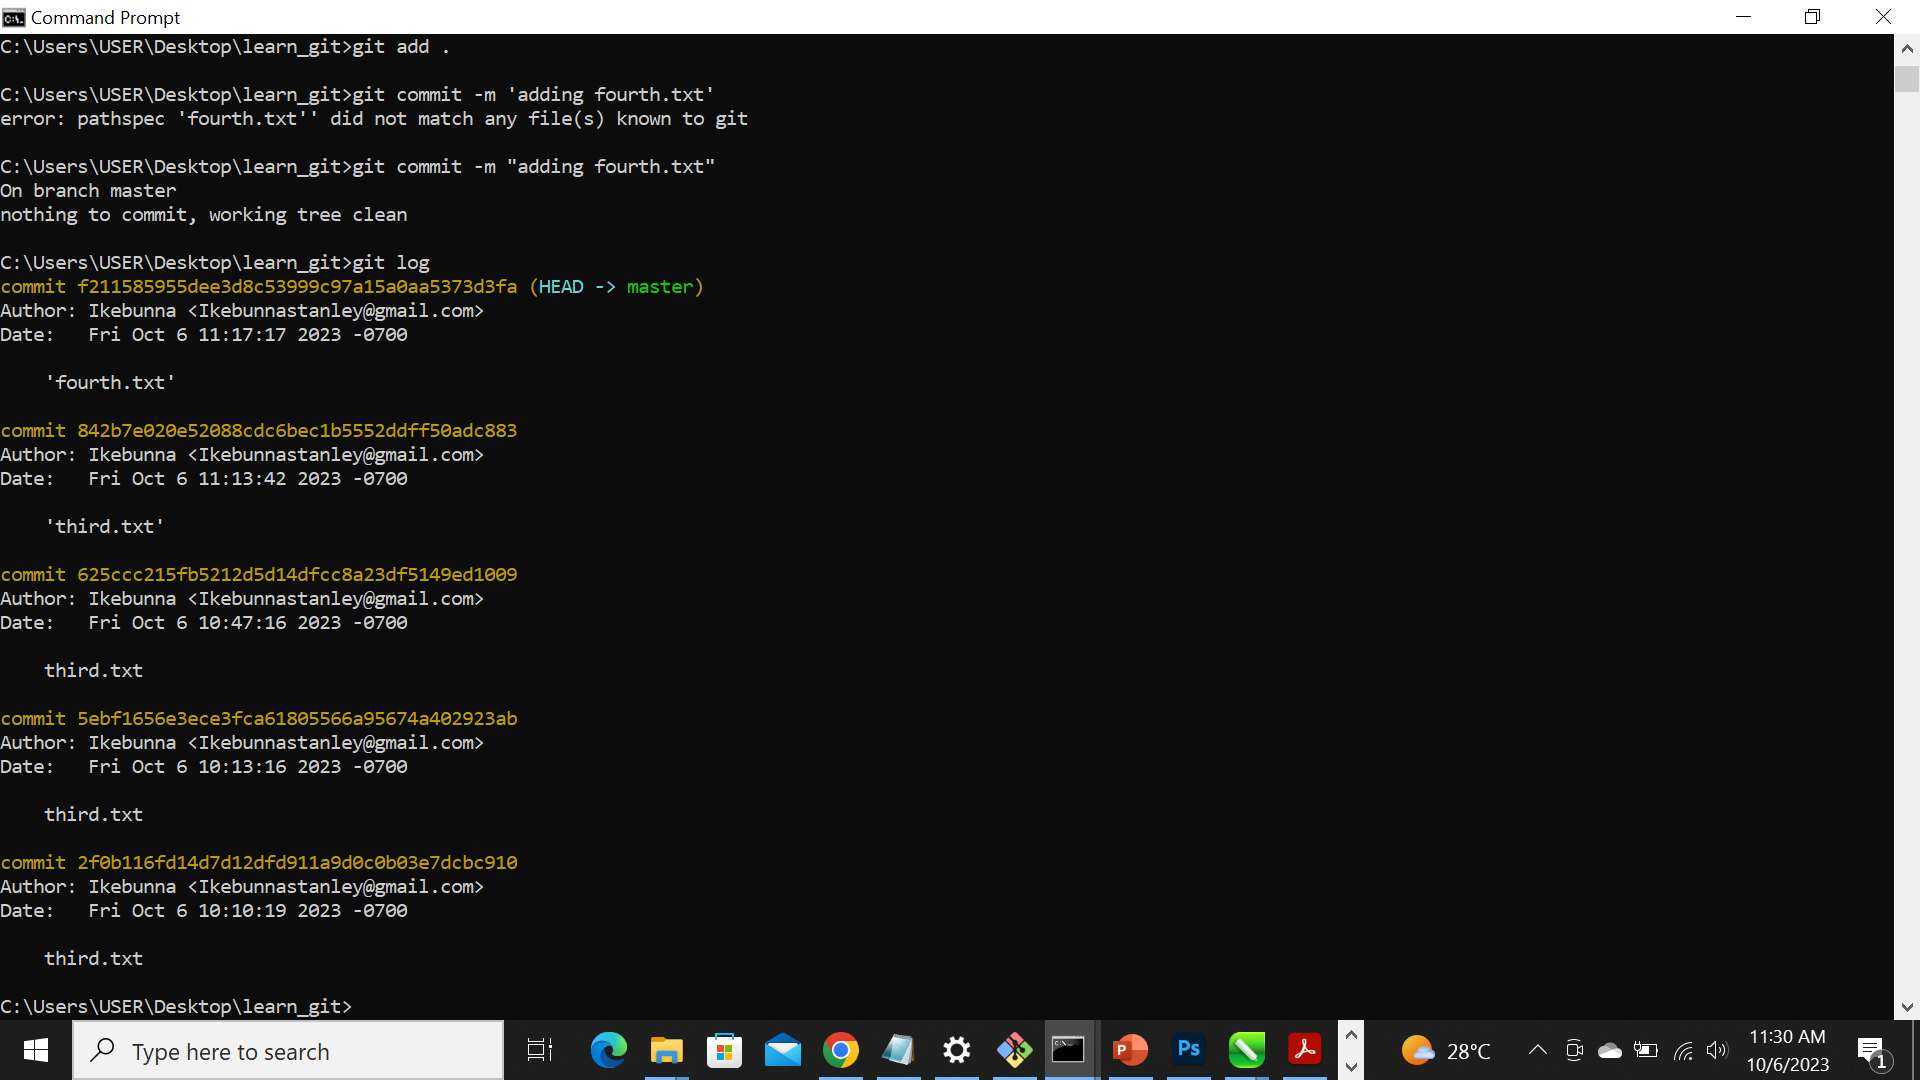 Command Prompt
C:\Users\USER\Desktop\learn_git>git add .
C:\Users\USER\Desktop\learn_git>git commit -m 'adding fourth.txt'
error: pathspec 'fourth.txt'' did not match any file(s) known to git
C:\Users\USER\Desktop\learn_git>git commit -m "adding fourth.txt"
On branch master
nothing to commit, working tree clean
C:\Users\USER\Desktop\learn_git>git log
commit f211585955dee3d8c53999c97a15a0aa5373d3fa (HEAD -> master)
Author: Ikebunna <Ikebunnastanley@gmail.com>
Date:   Fri Oct 6 11:17:17 2023 -0700
    'fourth.txt'
commit 842b7e020e52088cdc6bec1b5552ddff50adc883
Author: Ikebunna <Ikebunnastanley@gmail.com>
Date:   Fri Oct 6 11:13:42 2023 -0700
    'third.txt'
commit 625ccc215fb5212d5d14dfcc8a23df5149ed1009
Author: Ikebunna <Ikebunnastanley@gmail.com>
Date:   Fri Oct 6 10:47:16 2023 -0700
    third.txt
commit 5ebf1656e3ece3fca61805566a95674a402923ab
Author: Ikebunna <Ikebunnastanley@gmail.com>
Date:   Fri Oct 6 10:13:16 2023 -0700
    third.txt
commit 2f0b116fd14d7d12dfd911a9d0c0b03e7dcbc910
Author: Ikebunna <Ikebunnastanley@gmail.com>
Date:   Fri Oct 6 10:10:19 2023 -0700
    third.txt
C:\Users\USER\Desktop\learn_git>
Type here to search
P
Ps
28°C
11:30 AM
10/6/2023
1